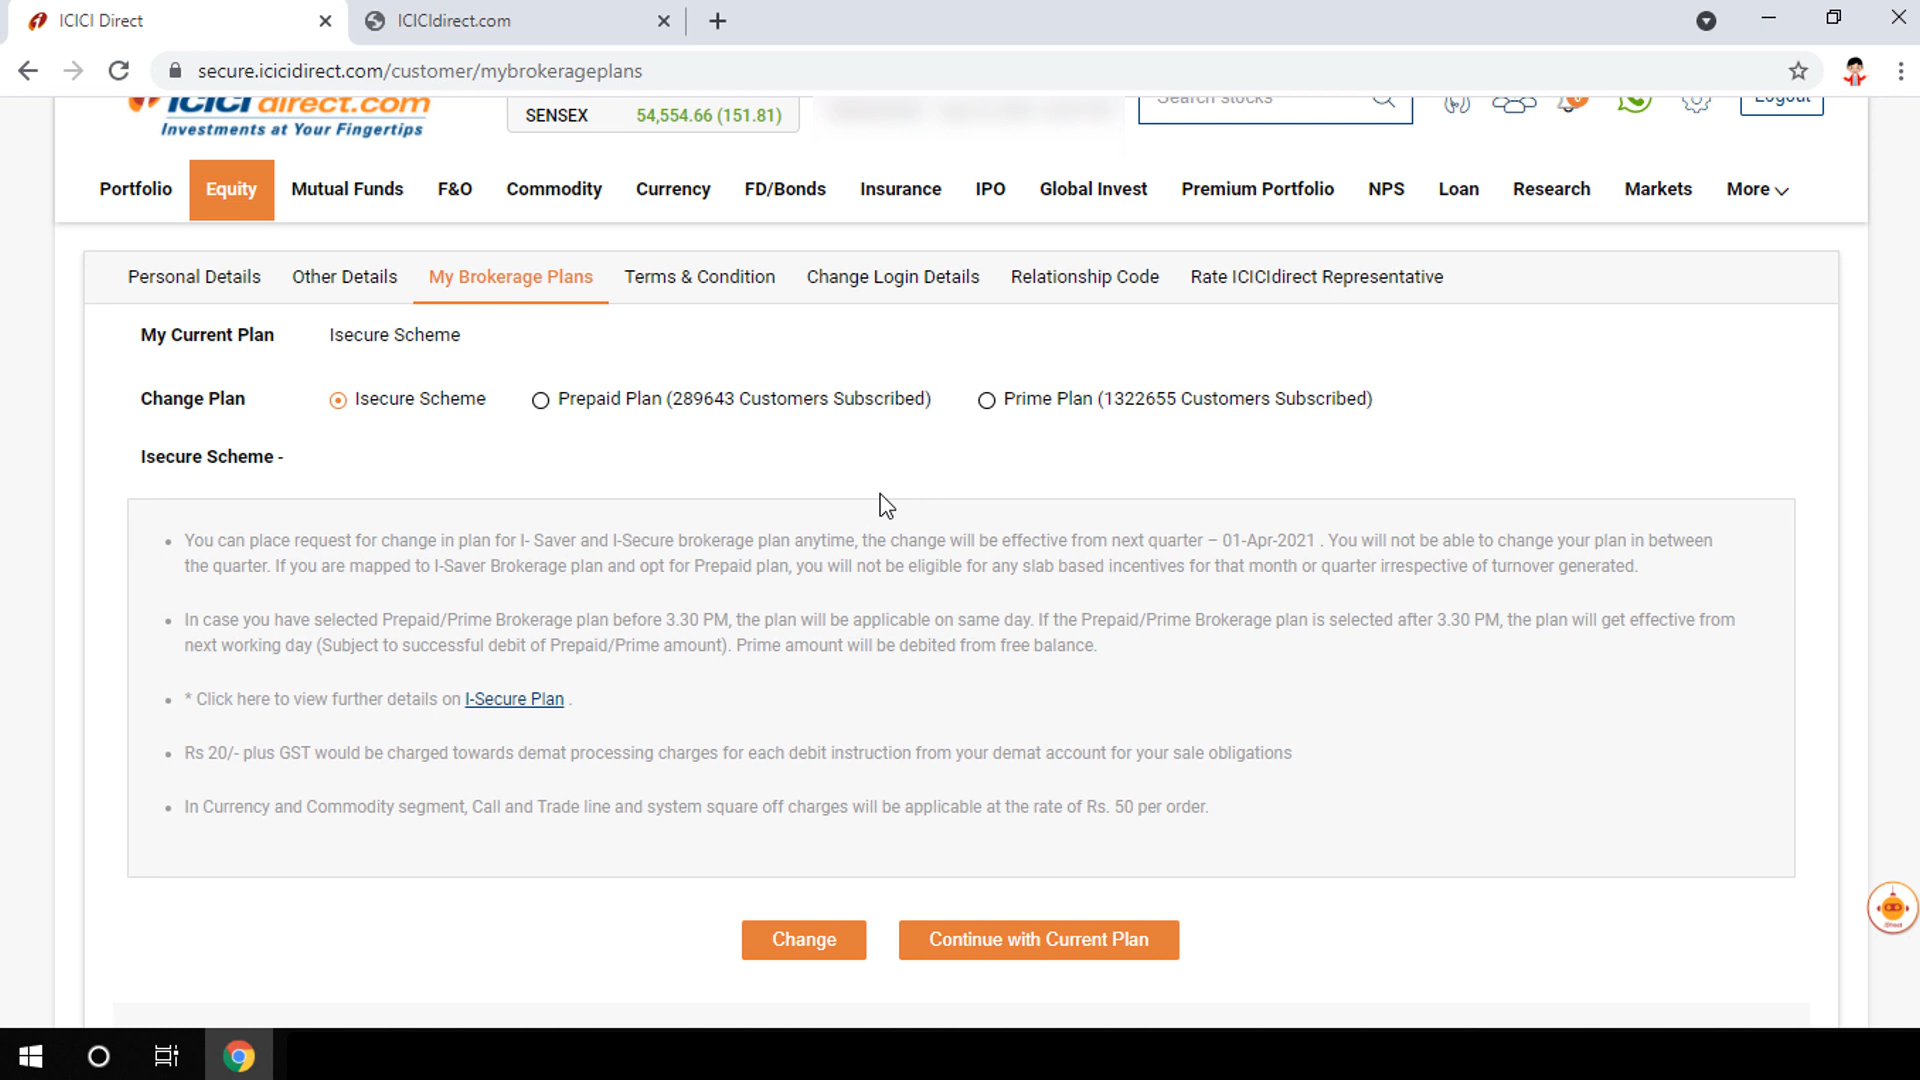 ICICI Direct
ICICIdirect.com
secure.icicidirect.com/customer/mybrokerageplans
ICICI direct.com
Investments at Your Fingertips
SENSEX 54,554.66 (151.81)
Search stocks
Logout
Portfolio Equity Mutual Funds F&O Commodity Currency FD/Bonds Insurance IPO Global Invest Premium Portfolio NPS Loan Research Markets More
Personal Details Other Details My Brokerage Plans Terms & Condition Change Login Details Relationship Code Rate ICICIdirect Representative
My Current Plan Isecure Scheme
Change Plan Isecure Scheme Prepaid Plan (289643 Customers Subscribed) Prime Plan (1322655 Customers Subscribed)
Isecure Scheme -
• You can place request for change in plan for I- Saver and I-Secure brokerage plan anytime, the change will be effective from next quarter – 01-Apr-2021 . You will not be able to change your plan in between
the quarter. If you are mapped to I-Saver Brokerage plan and opt for Prepaid plan, you will not be eligible for any slab based incentives for that month or quarter irrespective of turnover generated.
• In case you have selected Prepaid/Prime Brokerage plan before 3.30 PM, the plan will be applicable on same day. If the Prepaid/Prime Brokerage plan is selected after 3.30 PM, the plan will get effective from
next working day (Subject to successful debit of Prepaid/Prime amount). Prime amount will be debited from free balance.
• * Click here to view further details on I-Secure Plan .
• Rs 20/- plus GST would be charged towards demat processing charges for each debit instruction from your demat account for your sale obligations
• In Currency and Commodity segment, Call and Trade line and system square off charges will be applicable at the rate of Rs. 50 per order.
Change Continue with Current Plan